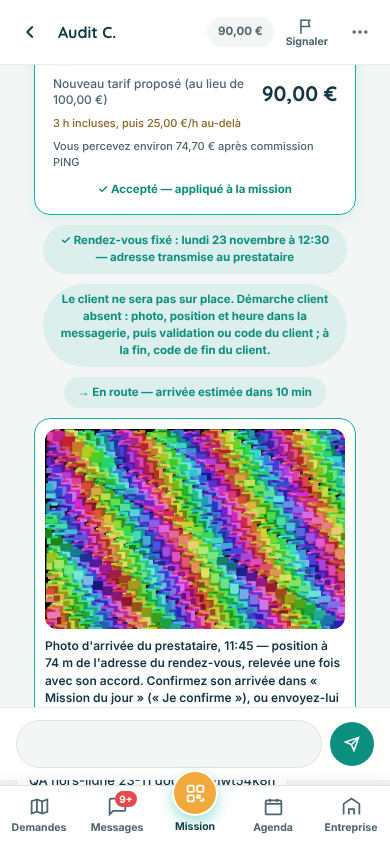 Audit C.
90,00 €
Signaler
Nouveau tarif proposé (au lieu de
100,00 €)
90,00 €
3 h incluses, puis 25,00 €/h au-delà
Vous percevez environ 74,70 € après commission
PING
✓ Accepté — appliqué à la mission
✓ Rendez-vous fixé : lundi 23 novembre à 12:30
— adresse transmise au prestataire
Le client ne sera pas sur place. Démarche client
absent : photo, position et heure dans la
messagerie, puis validation ou code du client ; à
la fin, code de fin du client.
→ En route — arrivée estimée dans 10 min
Photo d'arrivée du prestataire, 11:45 — position à
74 m de l'adresse du rendez-vous, relevée une fois
avec son accord. Confirmez son arrivée dans «
Mission du jour » (« Je confirme »), ou envoyez-lui
QA hors-ligne 23-11
9+
Demandes
Messages
Mission
Agenda
Entreprise